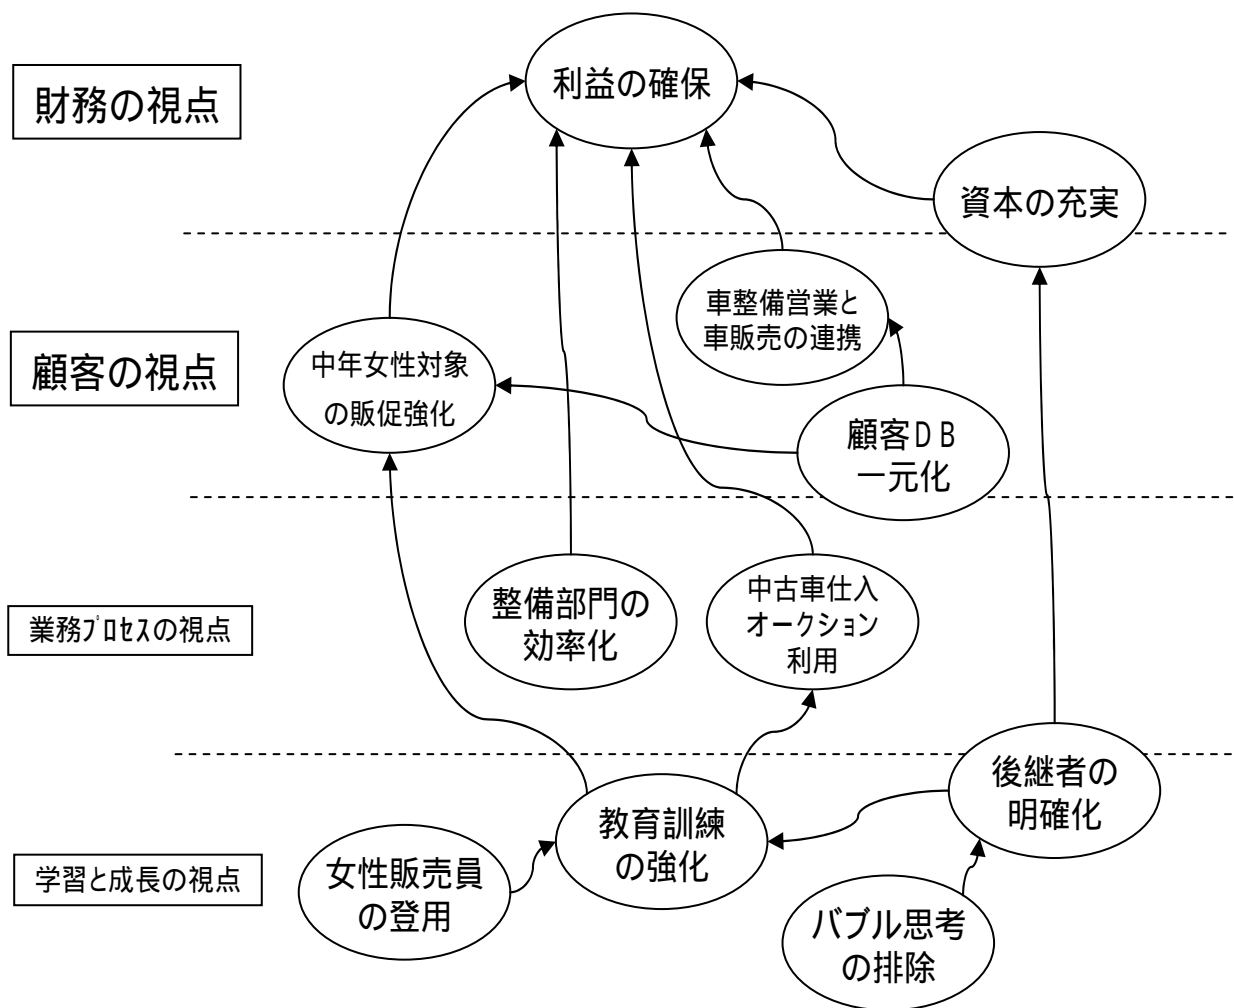 利益の確保
財務の視点
資本の充実
車整備営業と
車販売の連携
顧客の視点
中年女性対象
の販促強化
顧客ＤＢ
一元化
整備部門の
効率化
中古車仕入
オークション
利用
業務ﾌﾟﾛｾｽの視点
後継者の
明確化
教育訓練
の強化
学習と成長の視点
女性販売員
の登用
バブル思考
の排除